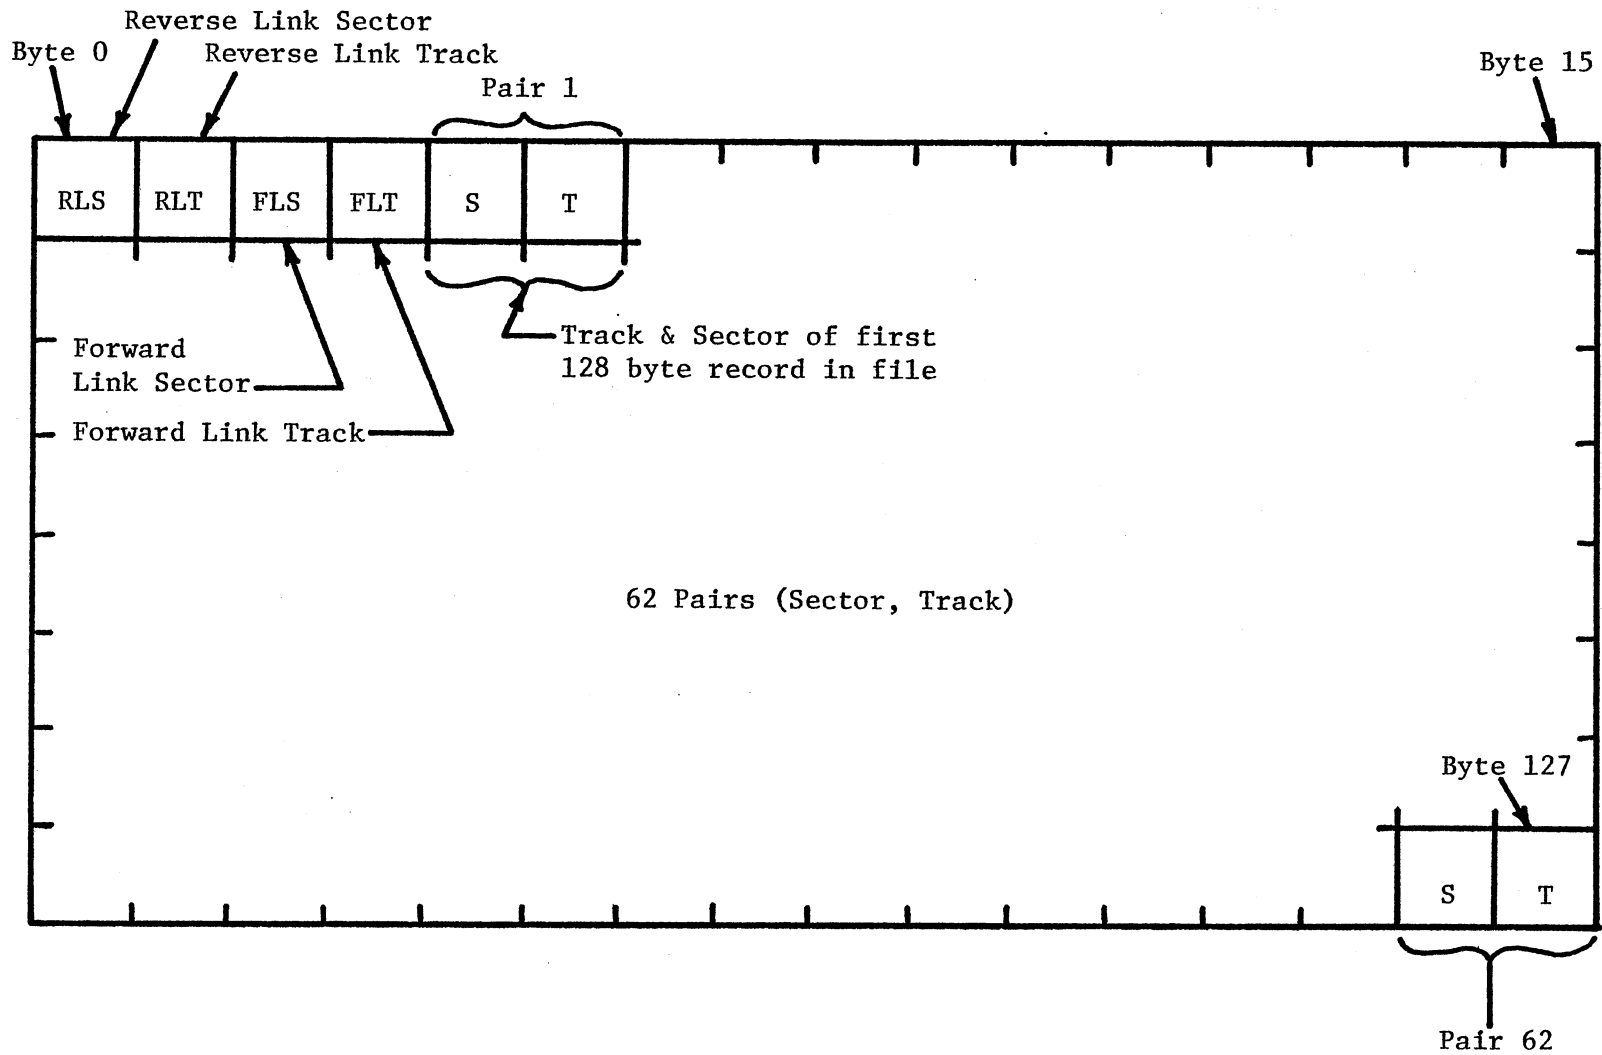 Reverse Link Sector
Byte 0
Reverse Link Track
Byte 15
Pair 1
RLS
RLT
FLS
FLT
S
T
Track & Sector of first
128 byte record in file
Forward
Link Sector
Forward Link Track
62 Pairs (Sector, Track)
Byte 127
S
T
Pair 62